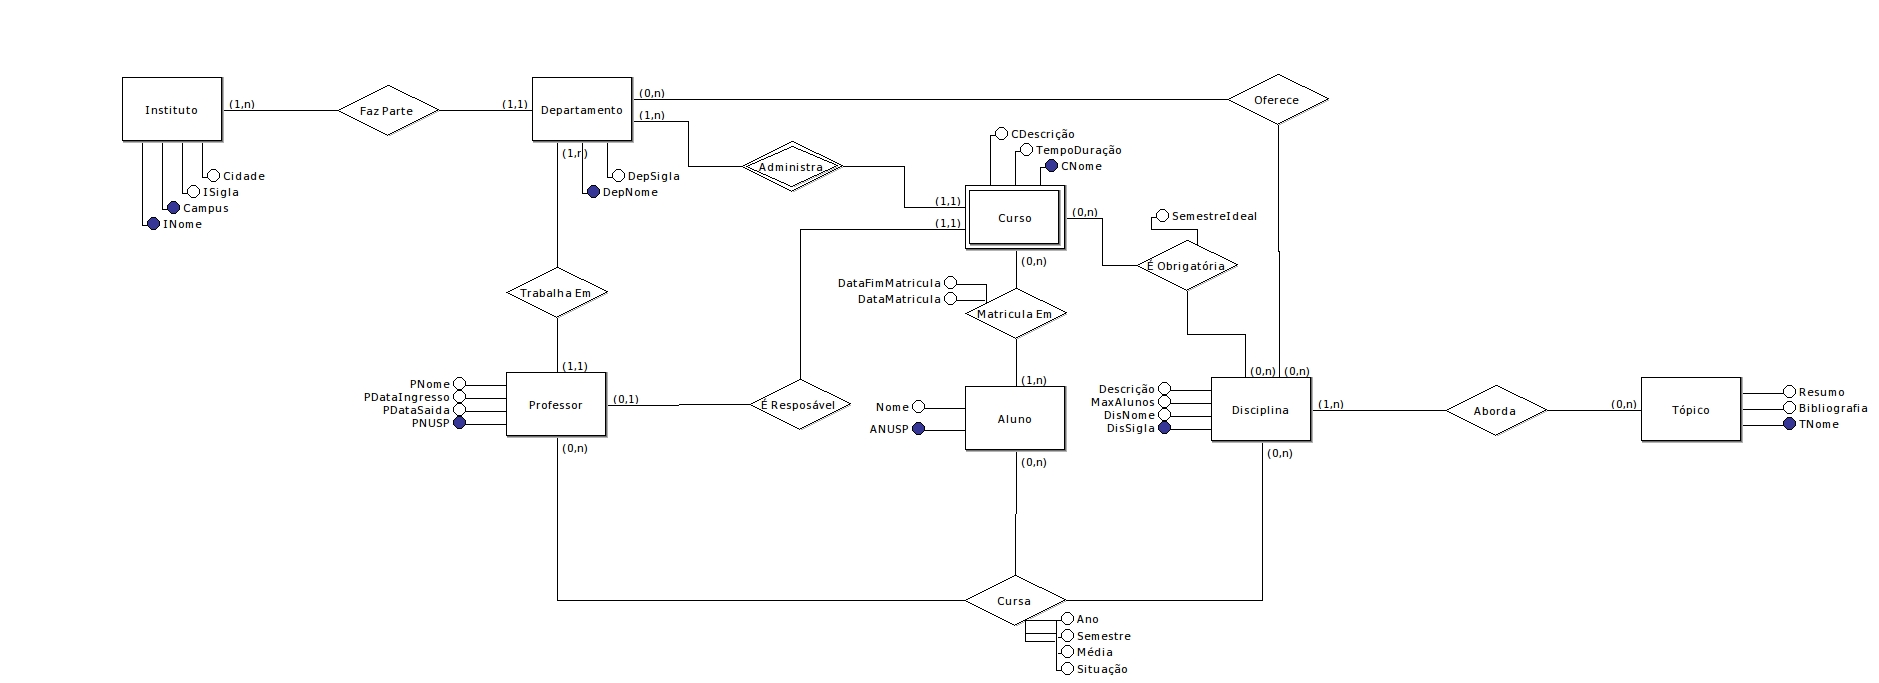 Instituto
(1,n)
Faz Parte
(1,1)
Departamento
(0,n)
(1,n)
(1,n)
Oferece
Cidade
ISigla
Campus
INome
DepSigla
DepNome
Administra
CDescrição
TempoDuração
CNome
(1,1)
(1,1)
Curso
(0,n)
(0,n)
SemestreIdeal
É Obrigatória
DataFimMatricula
DataMatricula
Matricula Em
Trabalha Em
(1,1)
PNome
PDataIngresso
PDataSaida
PNUSP
Professor
(0,1)
(0,n)
É Resposável
(1,n)
Nome
ANUSP
Aluno
(0,n)
(0,n)
(0,n)
Descrição
MaxAlunos
DisNome
DisSigla
Disciplina
(1,n)
(0,n)
Aborda
(0,n)
Tópico
Resumo
Bibliografia
TNome
Cursa
Ano
Semestre
Média
Situação